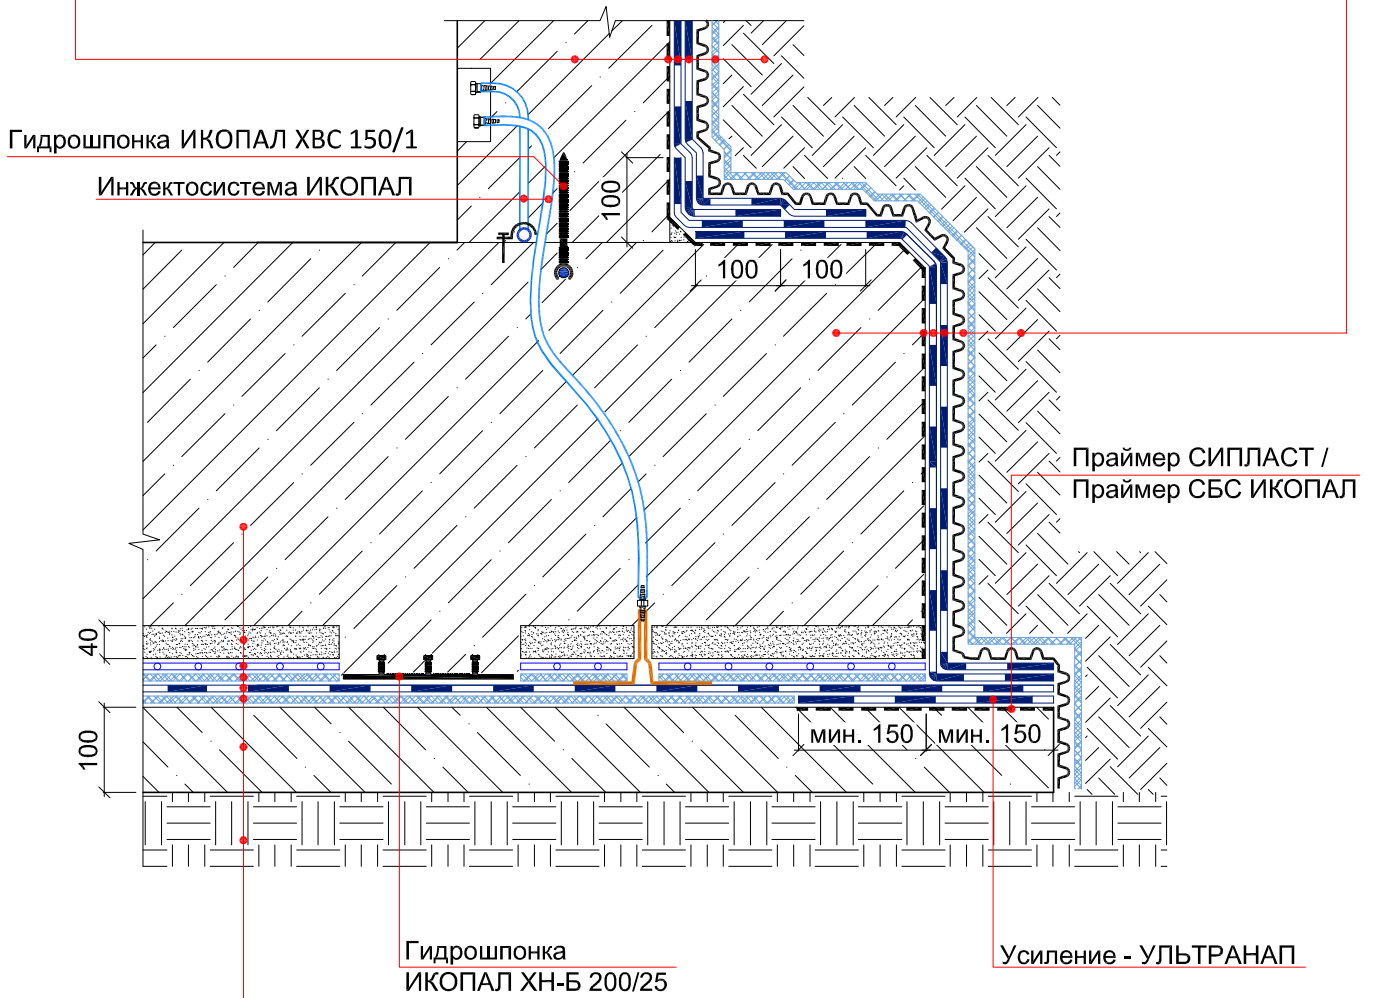 Гидрошпонка ИКОПАЛ ХВС 150/1
Инжектосистема ИКОПАЛ
100
100
100
Праймер СИПЛАСТ /
Праймер СБС ИКОПАЛ
40
100
мин. 150
мин. 150
Гидрошпонка
ИКОПАЛ ХН-Б 200/25
Усиление - УЛЬТРАНАП